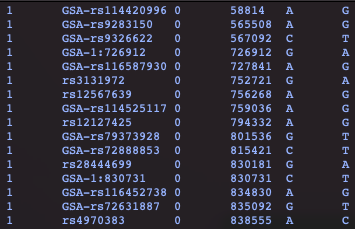 1 GSA-rs114420996 0 58814 A G
1 GSA-rs9283150 0 565508 A G
1 GSA-rs9326622 0 567092 C T
1 GSA-1:726912 0 726912 G A
1 GSA-rs116587930 0 727841 A G
1 rs3131972 0 752721 G A
1 rs12567639 0 756268 A G
1 GSA-rs114525117 0 759036 A G
1 rs12127425 0 794332 A G
1 GSA-rs79373928 0 801536 G T
1 GSA-rs72888853 0 815421 C T
1 rs28444699 0 830181 G A
1 GSA-1:830731 0 830731 C T
1 GSA-rs116452738 0 834830 A G
1 GSA-rs72631887 0 835092 G T
1 rs4970383 0 838555 A C